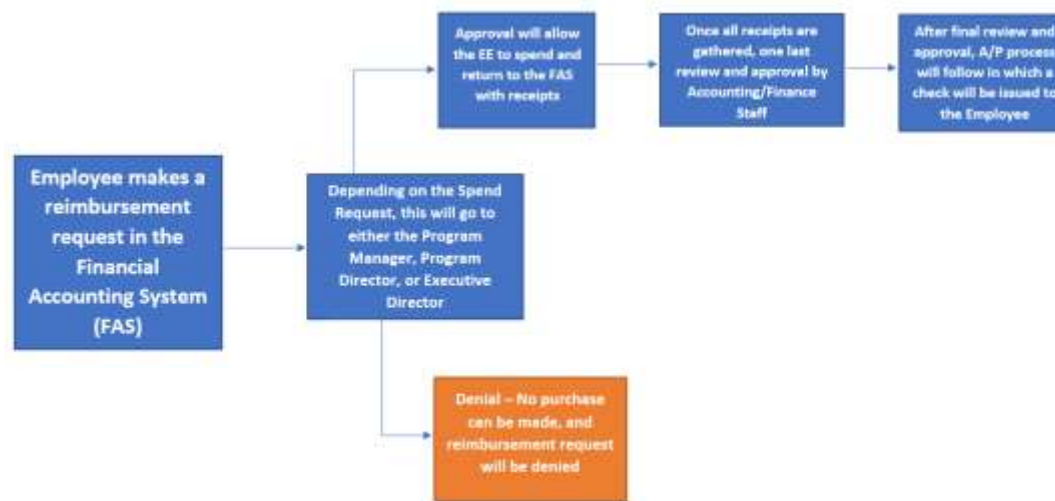 Approval will allow
the EE to spend and
return to the FAS
with receipts
Once all receipts are
gathered, one last
review and approval by
Accounting/Finance
Staff
After final review and
approval, A/P process
will follow in which a
check will be issued to
the Employee
Employee makes a
reimbursement
request in the
Financial
Accounting System
(FAS)
Depending on the Spend
Request, this will go to
either the Program
Manager, Program
Director, or Executive
Director
Denial – No purchase
can be made, and
reimbursement request
will be denied